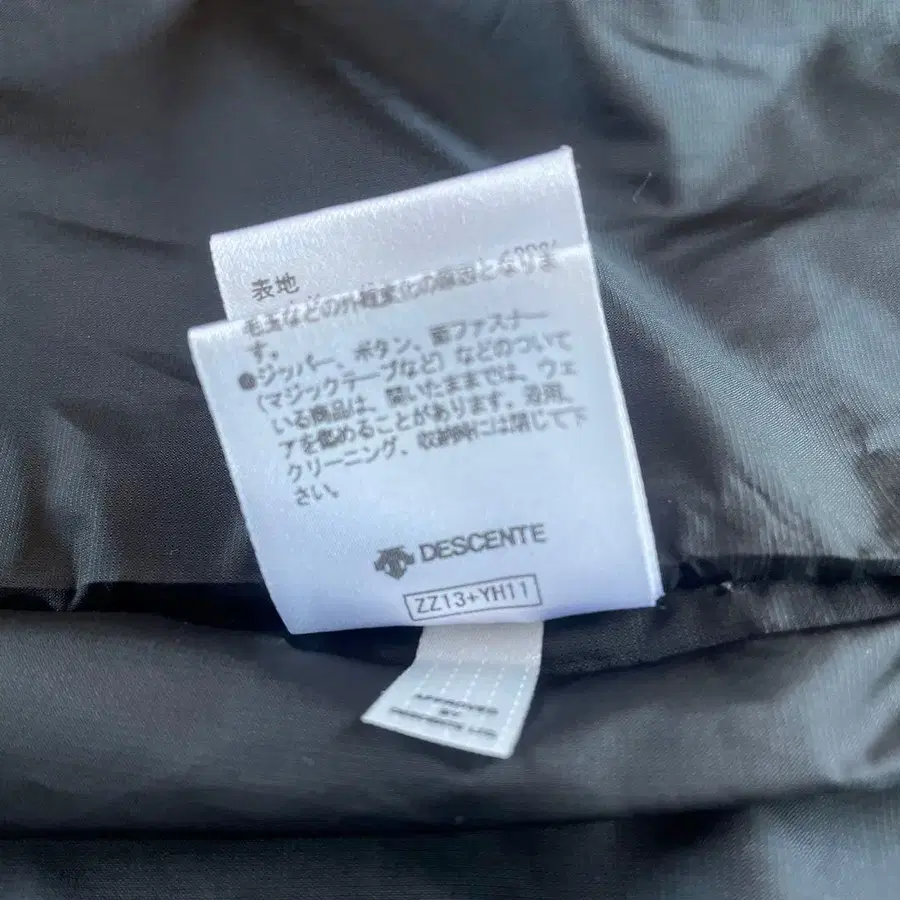 表地
毛玉などの外観変化の原因となりま
す。
●ジッパー、ボタン、面ファスナー
(マジックテープなど)などのついて
いる商品は、開いたままでは、ウェ
アを傷めることがあります。着用、
クリーニング、収納時には閉じて下
さい。
DESCENTE
ZZ13+YH11
APPROVED
BY
DESCENTE LTD.